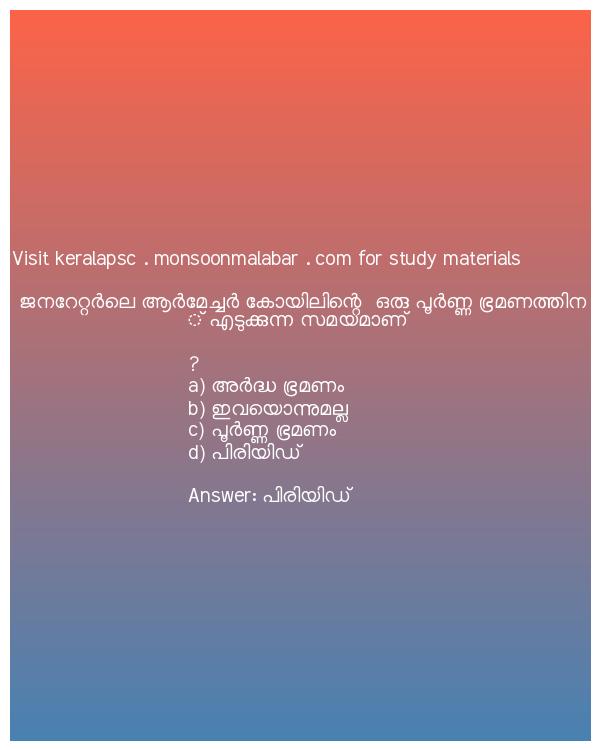 Visit keralapsc . monsoonmalabar . com for study materials
ജനറേറ്റർലെ ആർമേച്ചർ കോയിലിന്റെ ഒരു പൂർണ്ണ ഭ്രമണത്തിന
് എടുക്കുന്ന സമയമാണ്
?
a) അർദ്ധ ഭ്രമണം
b) ഇവയൊന്നുമല്ല
c) പൂർണ്ണ ഭ്രമണം
d) പിരിയിഡ്
Answer: പിരിയിഡ്